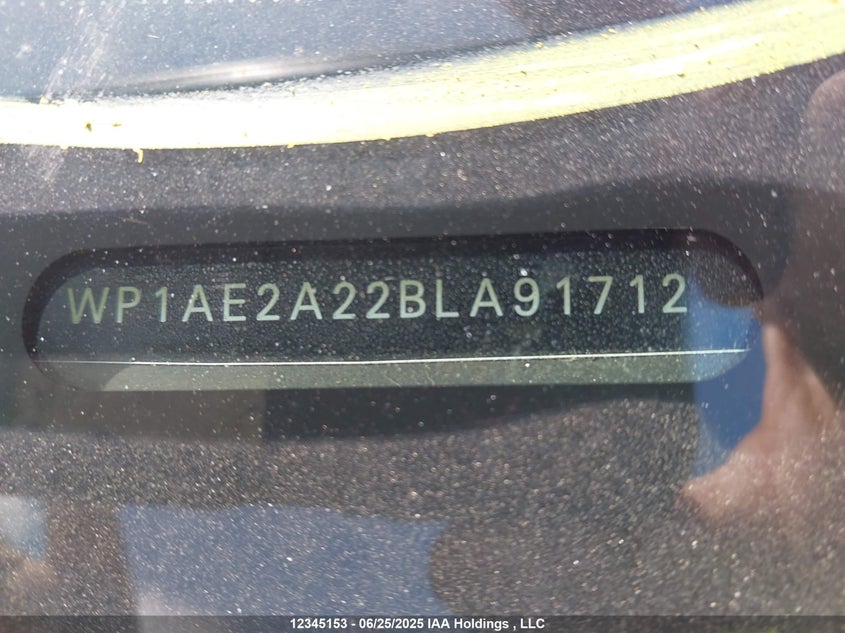 WP1AE2A22BLA91712
12345153 - 06/25/2025 IAA Holdings , LLC